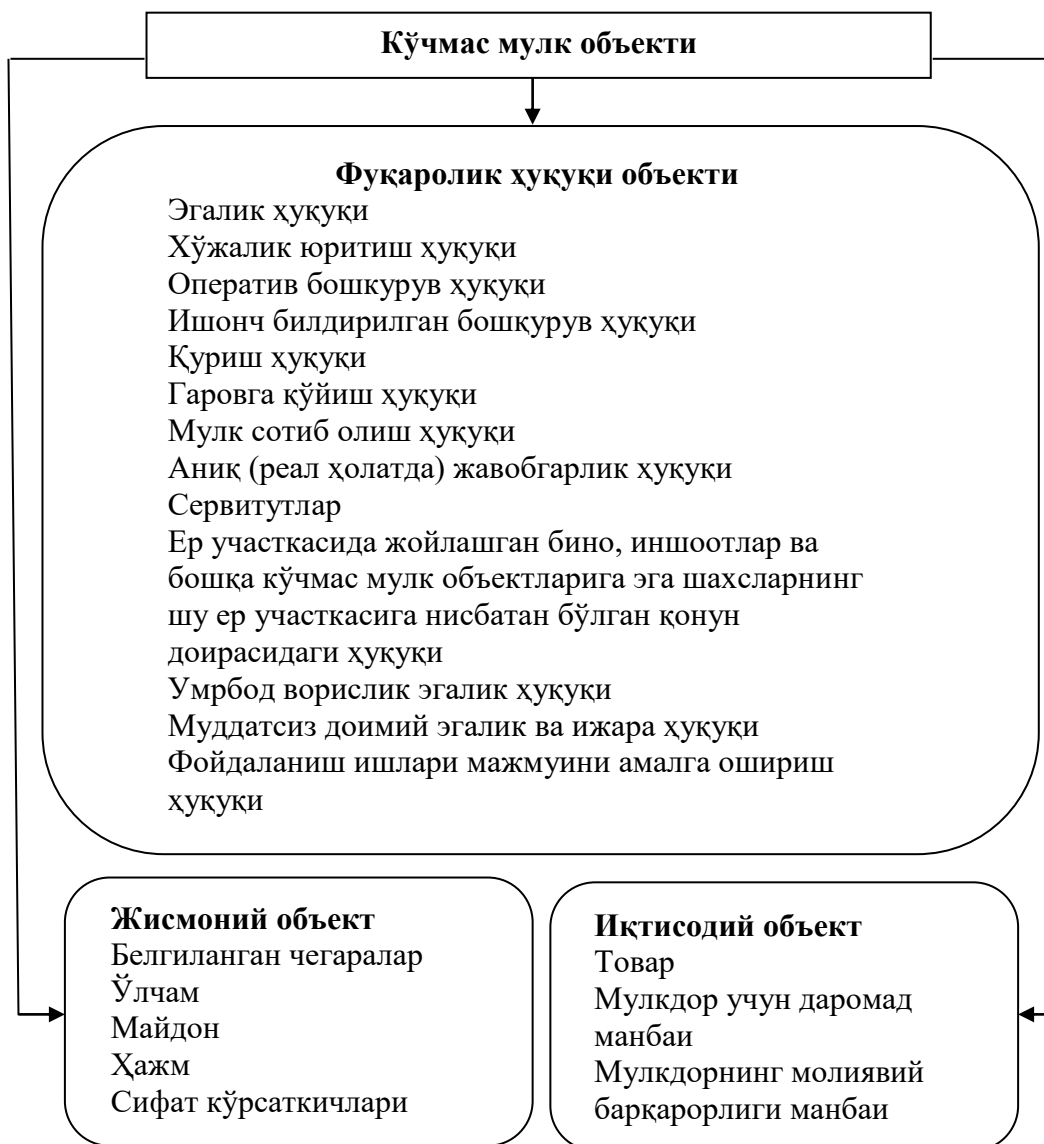 Кўчмас мулк объекти
Фуқаролик ҳуқуқи объекти
Эгалик ҳуқуқи
Хўжалик юритиш ҳуқуқи
Оператив бошкурув ҳуқуқи
Ишонч билдирилган бошқурув ҳуқуқи
Қуриш ҳуқуқи
Гаровга қўйиш ҳуқуқи
Мулк сотиб олиш ҳуқуқи
Аниқ (реал ҳолатда) жавобгарлик ҳуқуқи
Сервитутлар
Ер участкасида жойлашган бино, иншоотлар ва
бошқа кўчмас мулк объектларига эга шахсларнинг
шу ер участкасига нисбатан бўлган қонун
доирасидаги ҳуқуқи
Умрбод ворислик эгалик ҳуқуқи
Муддатсиз доимий эгалик ва ижара ҳуқуқи
Фойдаланиш ишлари мажмуини амалга ошириш
ҳуқуқи
Жисмоний объект
Белгиланган чегаралар
Ўлчам
Майдон
Ҳажм
Сифат кўрсаткичлари
Иқтисодий объект
Товар
Мулкдор учун даромад
манбаи
Мулкдорнинг молиявий
барқарорлиги манбаи